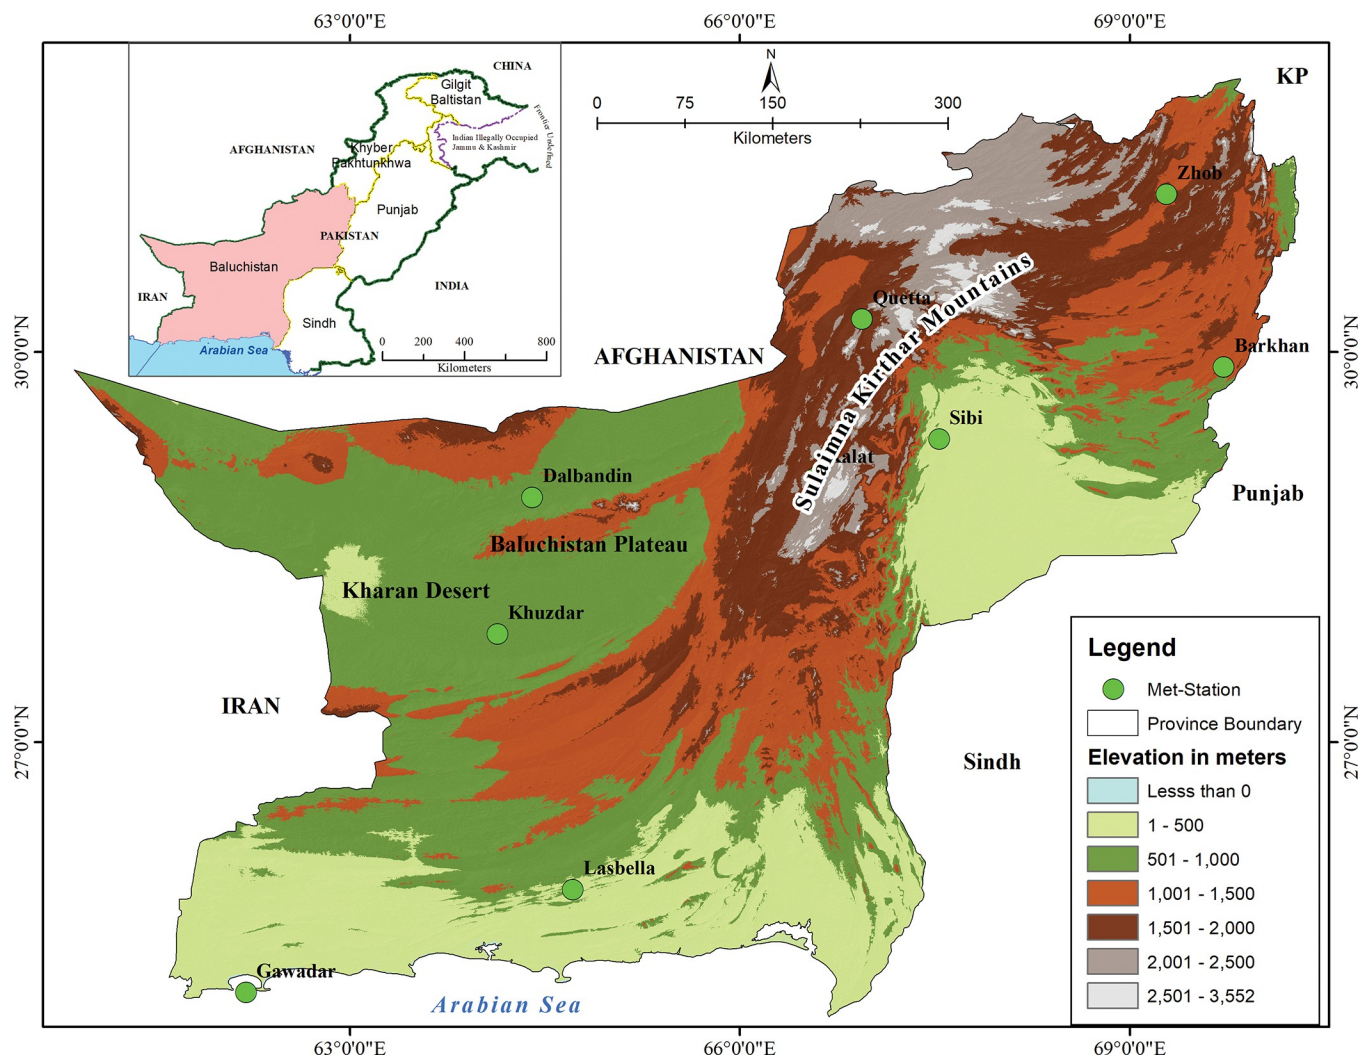 63°0'0"E
66°0'0"E
69°0'0"E
CHINA
Gilgit
Baltistan
Frontier Undefined
Indian Illegally Occupied
Jammu & Kashmir
AFGHANISTAN
Khyber
Pakhtunkhwa
Punjab
PAKISTAN
Baluchistan
INDIA
IRAN
Sindh
Arabian Sea
0 200 400 800
Kilometers
N
0 75 150 300
Kilometers
KP
Zhob
Quetta
Sulaimna Kirthar Mountains
30°0'0"N
30°0'0"N
AFGHANISTAN
Barkhan
Sibi
alat
Dalbandin
Punjab
Baluchistan Plateau
Kharan Desert
Khuzdar
IRAN
27°0'0"N
27°0'0"N
Sindh
Lasbella
Gawadar
Arabian Sea
Legend
Met-Station
Province Boundary
Elevation in meters
Lesss than 0
1 - 500
501 - 1,000
1,001 - 1,500
1,501 - 2,000
2,001 - 2,500
2,501 - 3,552
63°0'0"E
66°0'0"E
69°0'0"E